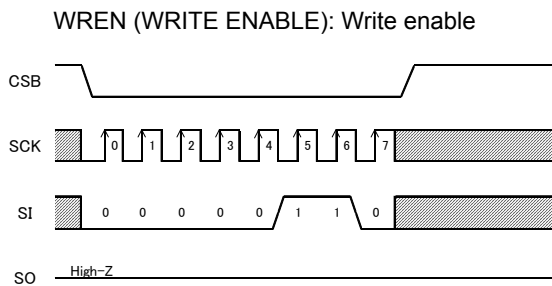 WREN (WRITE ENABLE): Write enable
CSB
SCK 0 1 2 3 4 5 6 7
SI 0 0 0 0 0 1 1 0
SO High-Z